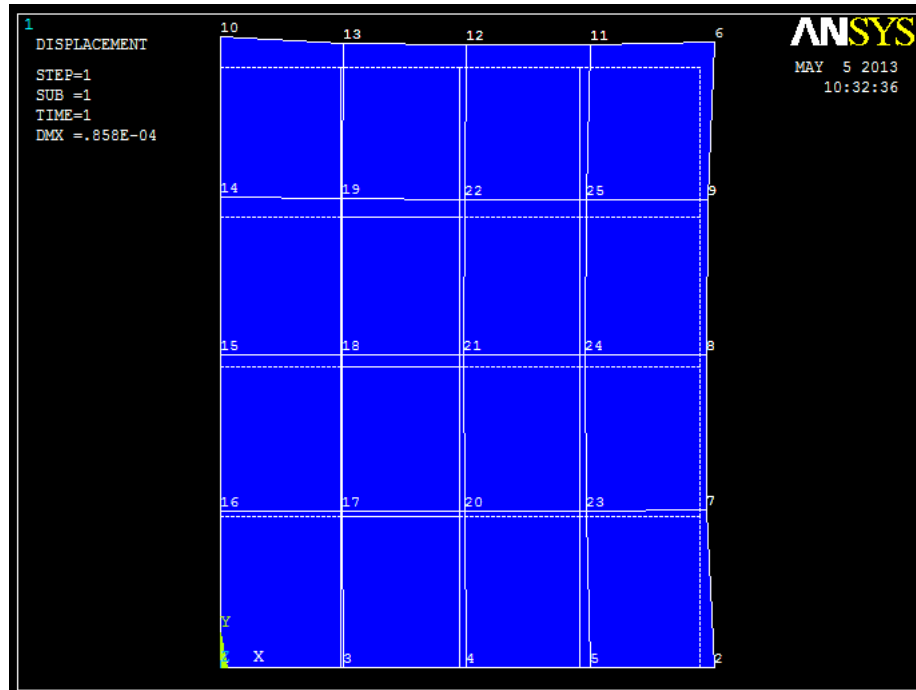 1
DISPLACEMENT
STEP=1
SUB =1
TIME=1
DMX =.858E-04
ANSYS
MAY 5 2013
10:32:36
10 13 12 11 6
14 19 22 25 9
15 18 21 24 8
16 17 20 23 7
Y
X 3 4 5 2